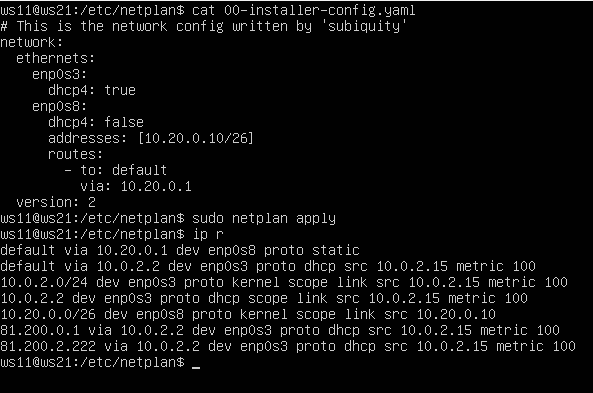 ws11@ws21:/etc/netplan$ cat 00-installer-config.yaml
# This is the network config written by 'subiquity'
network:
  ethernets:
    enp0s3:
      dhcp4: true
    enp0s8:
      dhcp4: false
      addresses: [10.20.0.10/26]
      routes:
        - to: default
          via: 10.20.0.1
  version: 2
ws11@ws21:/etc/netplan$ sudo netplan apply
ws11@ws21:/etc/netplan$ ip r
default via 10.20.0.1 dev enp0s8 proto static
default via 10.0.2.2 dev enp0s3 proto dhcp src 10.0.2.15 metric 100
10.0.2.0/24 dev enp0s3 proto kernel scope link src 10.0.2.15 metric 100
10.0.2.2 dev enp0s3 proto dhcp scope link src 10.0.2.15 metric 100
10.20.0.0/26 dev enp0s8 proto kernel scope link src 10.20.0.10
81.200.0.1 via 10.0.2.2 dev enp0s3 proto dhcp src 10.0.2.15 metric 100
81.200.2.222 via 10.0.2.2 dev enp0s3 proto dhcp src 10.0.2.15 metric 100
ws11@ws21:/etc/netplan$ _